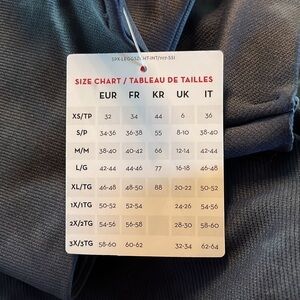 SIZE CHART / TABLEAU DE TAILLES
EUR FR KR UK IT
XS/TP 32 34 44 6 36
S/P 34-36 36-38 55 8-10 38-40
M/M 38-40 40-42 66 12-14 42-44
L/G 42-44 44-46 77 16-18 46-48
XL/TG 46-48 48-50 88 20-22 50-52
1X/1TG 50-52 52-54 24-26 54-56
2X/2TG 54-56 56-58 28-30 58-60
3X/3TG 58-60 60-62 32-34 62-64